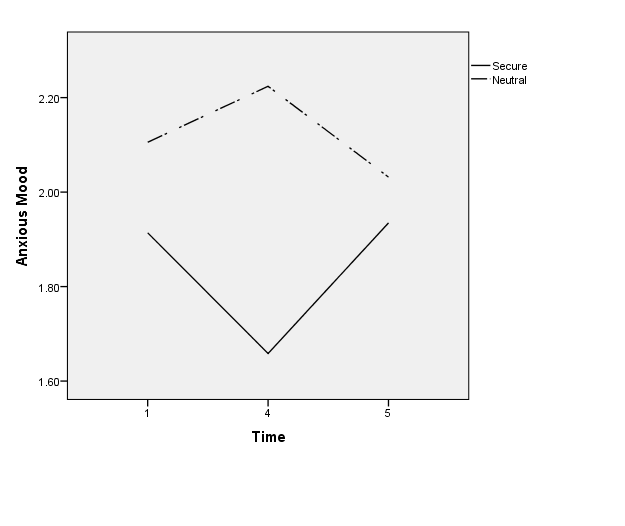 Secure
Neutral
2.20
2.00
1.80
1.60
Anxious Mood
1 4 5
Time